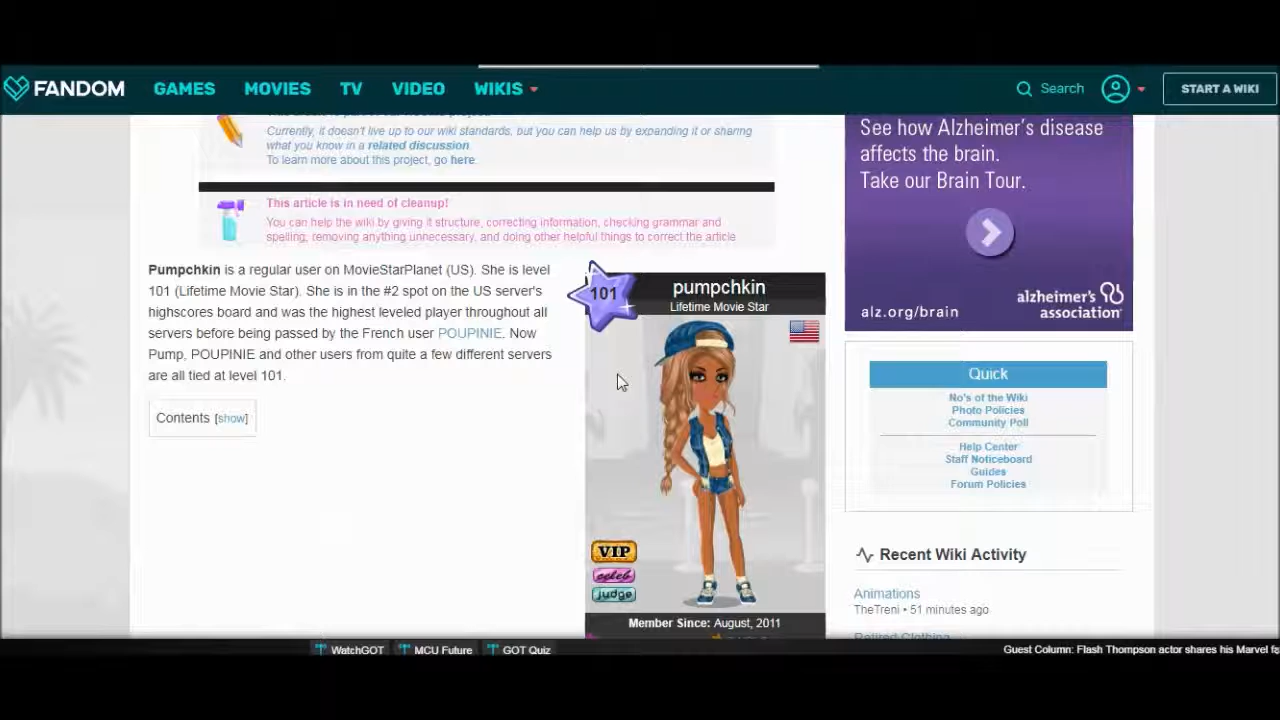 FANDOM
GAMES
MOVIES
TV
VIDEO
WIKIS
Search
START A WIKI
Currently, it doesn't live up to our wiki standards, but you can help us by expanding it or sharing
what you know in a related discussion.
To learn more about this project, go here.
This article is in need of cleanup!
You can help the wiki by giving it structure, correcting information, checking grammar and
spelling, removing anything unnecessary, and doing other helpful things to correct the article
Pumpchkin is a regular user on MovieStarPlanet (US). She is level
101 (Lifetime Movie Star). She is in the #2 spot on the US server's
highscores board and was the highest leveled player throughout all
servers before being passed by the French user POUPINIE. Now
Pump, POUPINIE and other users from quite a few different servers
are all tied at level 101.
Contents [show]
101
pumpchkin
Lifetime Movie Star
VIP
celeb
judge
Member Since: August, 2011
See how Alzheimer's disease
affects the brain.
Take our Brain Tour.
alz.org/brain
alzheimer's
association®
Quick
No's of the Wiki
Photo Policies
Community Poll
Help Center
Staff Noticeboard
Guides
Forum Policies
Recent Wiki Activity
Animations
TheTreni • 51 minutes ago
Retired Clothing
WatchGOT
MCU Future
GOT Quiz
Guest Column: Flash Thompson actor shares his Marvel